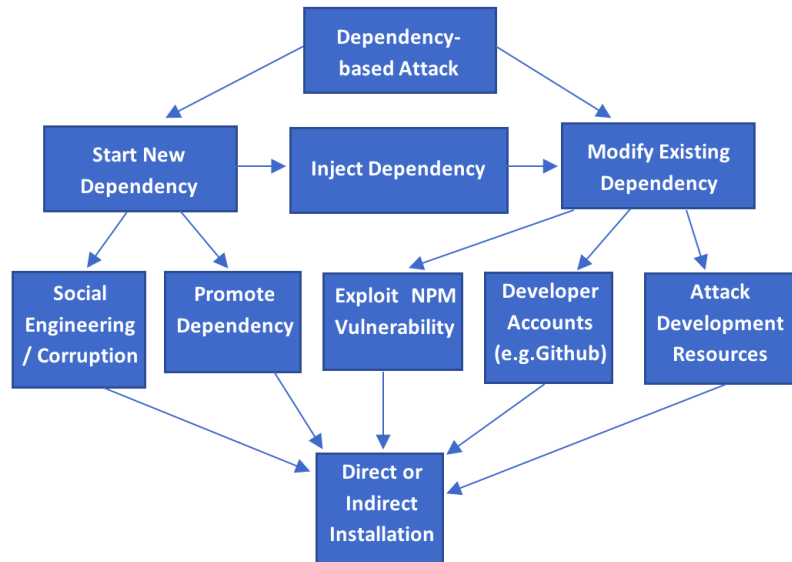 Dependency-
based Attack
Start New
Dependency
Inject Dependency
Modify Existing
Dependency
Social
Engineering
/ Corruption
Promote
Dependency
Exploit NPM
Vulnerability
Developer
Accounts
(e.g.Github)
Attack
Development
Resources
Direct or
Indirect
Installation